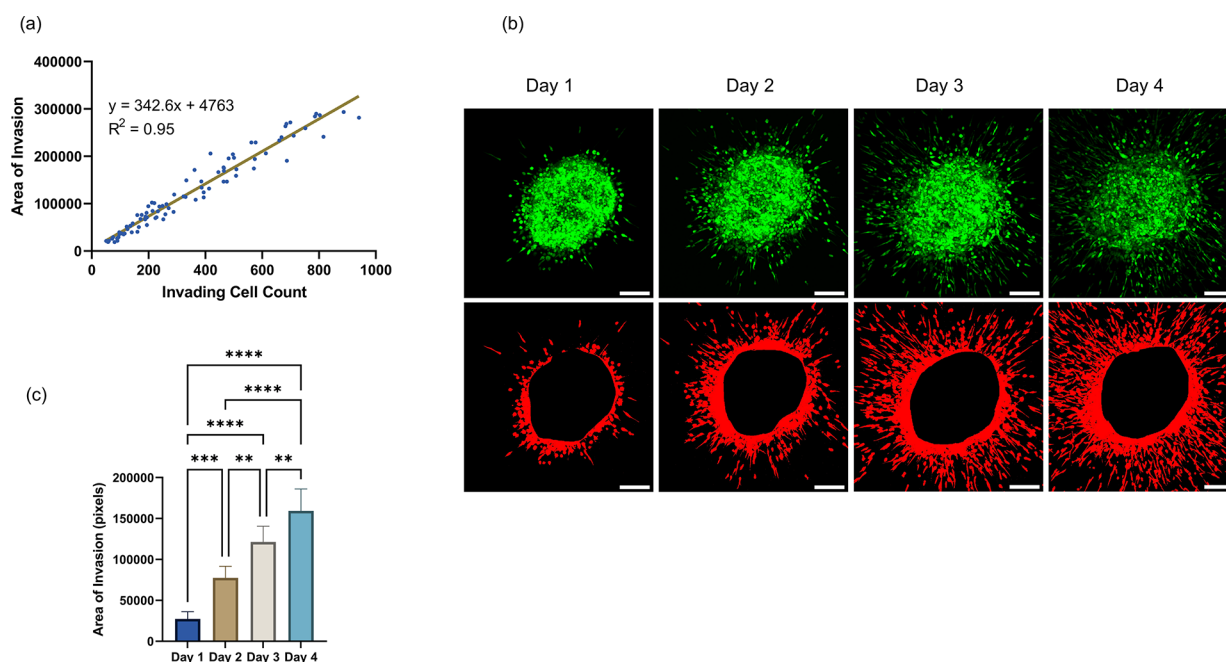 (a)
400000
300000
200000
100000
0
Area of Invasion
y = 342.6x + 4763
R² = 0.95
0 200 400 600 800 1000
Invading Cell Count
(b)
Day 1 Day 2 Day 3 Day 4
(c)
****
****
****
*** ** **
200000
150000
100000
50000
0
Area of Invasion (pixels)
Day 1 Day 2 Day 3 Day 4